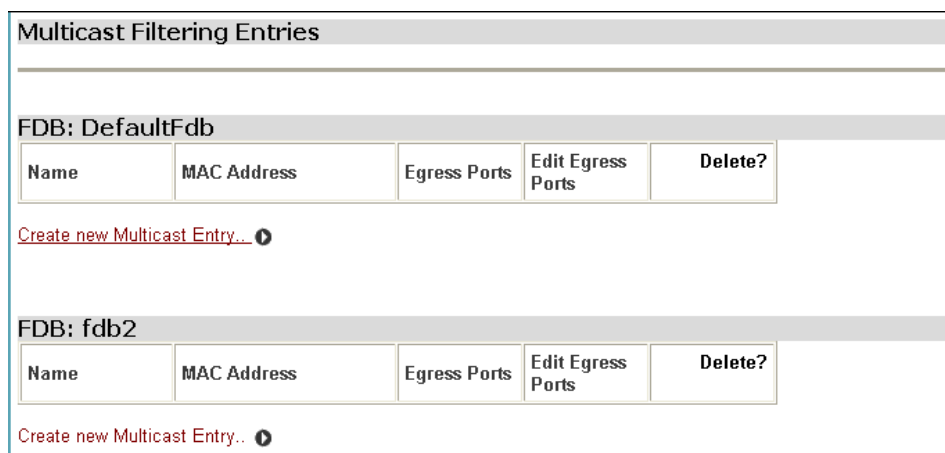 Multicast Filtering Entries
FDB: DefaultFdb
Name MAC Address Egress Ports Edit Egress Ports Delete?
Create new Multicast Entry..
FDB: fdb2
Name MAC Address Egress Ports Edit Egress Ports Delete?
Create new Multicast Entry..